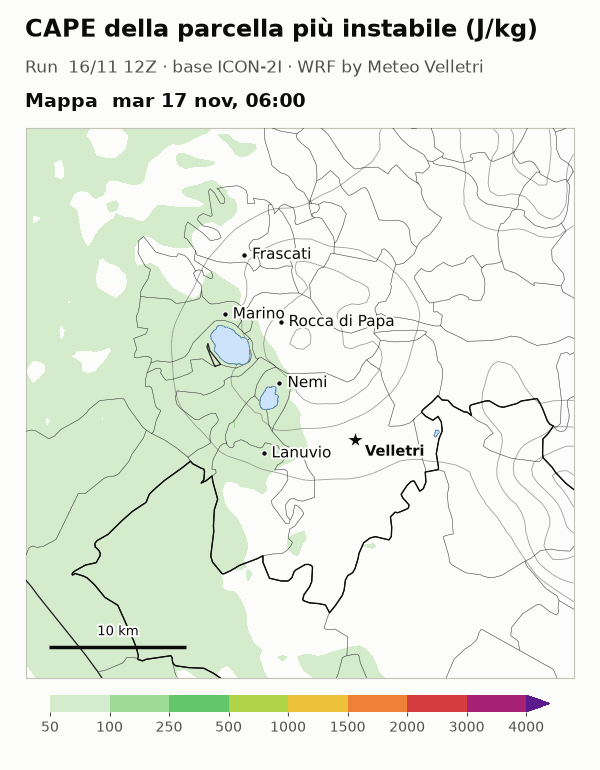 CAPE della parcella più instabile (J/kg)
Run  16/11 12Z · base ICON-2I · WRF by Meteo Velletri
Mappa  mar 17 nov, 06:00
Frascati
Marino
Rocca di Papa
Nemi
Velletri
Lanuvio
10 km
50 100 250 500 1000 1500 2000 3000 4000